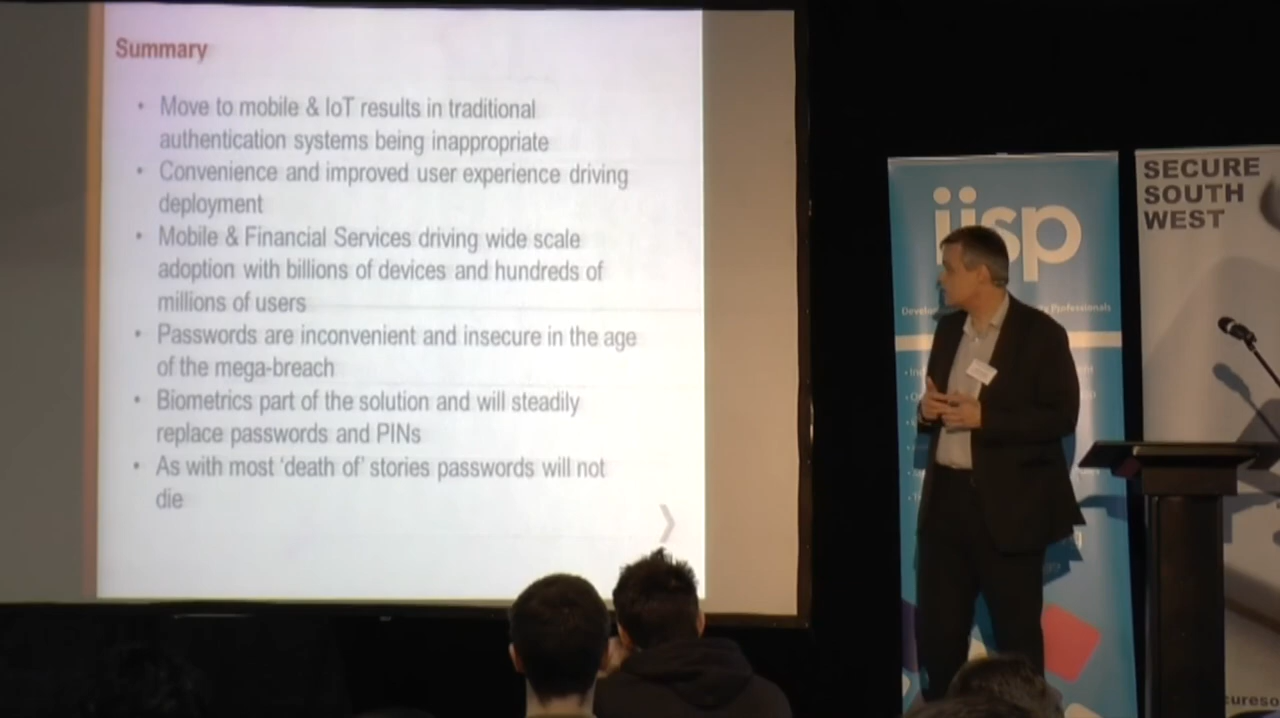 Summary
• Move to mobile & IoT results in traditional
authentication systems being inappropriate
• Convenience and improved user experience driving
deployment
• Mobile & Financial Services driving wide scale
adoption with billions of devices and hundreds of
millions of users
• Passwords are inconvenient and insecure in the age
of the mega-breach
• Biometrics part of the solution and will steadily
replace passwords and PINs
• As with most 'death of' stories passwords will not
die
iisp
Professionals
SECURE
SOUTH
WEST